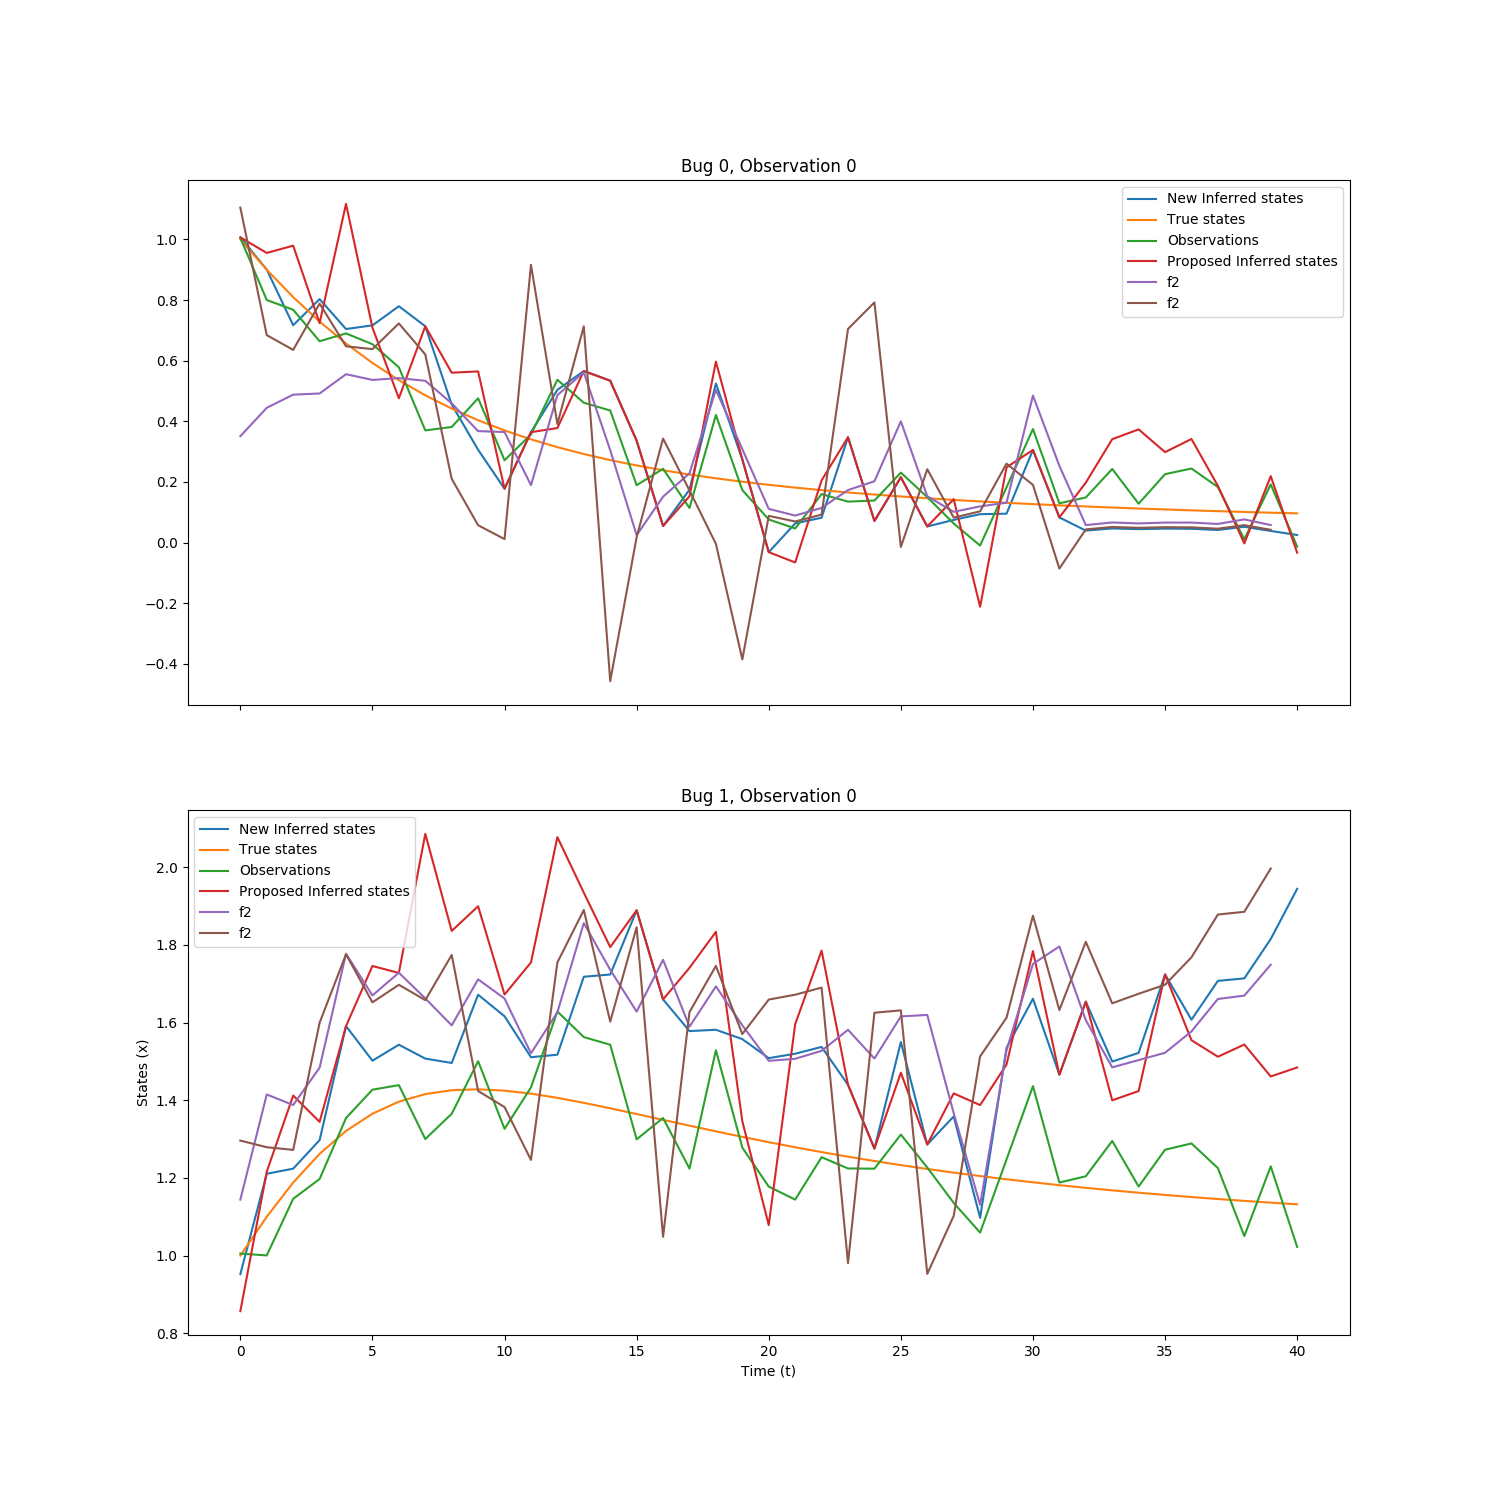 Bug 0, Observation 0
New Inferred states
True states
Observations
Proposed Inferred states
f2
f2
1.0
0.8
0.6
0.4
0.2
0.0
−0.2
−0.4
Bug 1, Observation 0
New Inferred states
True states
Observations
Proposed Inferred states
f2
f2
2.0
1.8
1.6
1.4
1.2
1.0
0.8
States (x)
0 5 10 15 20 25 30 35 40
Time (t)